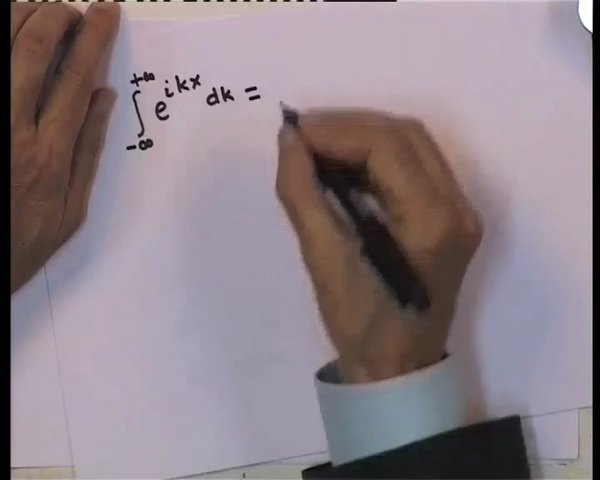 ∫₋∞⁺∞ e^{ikx} dk =